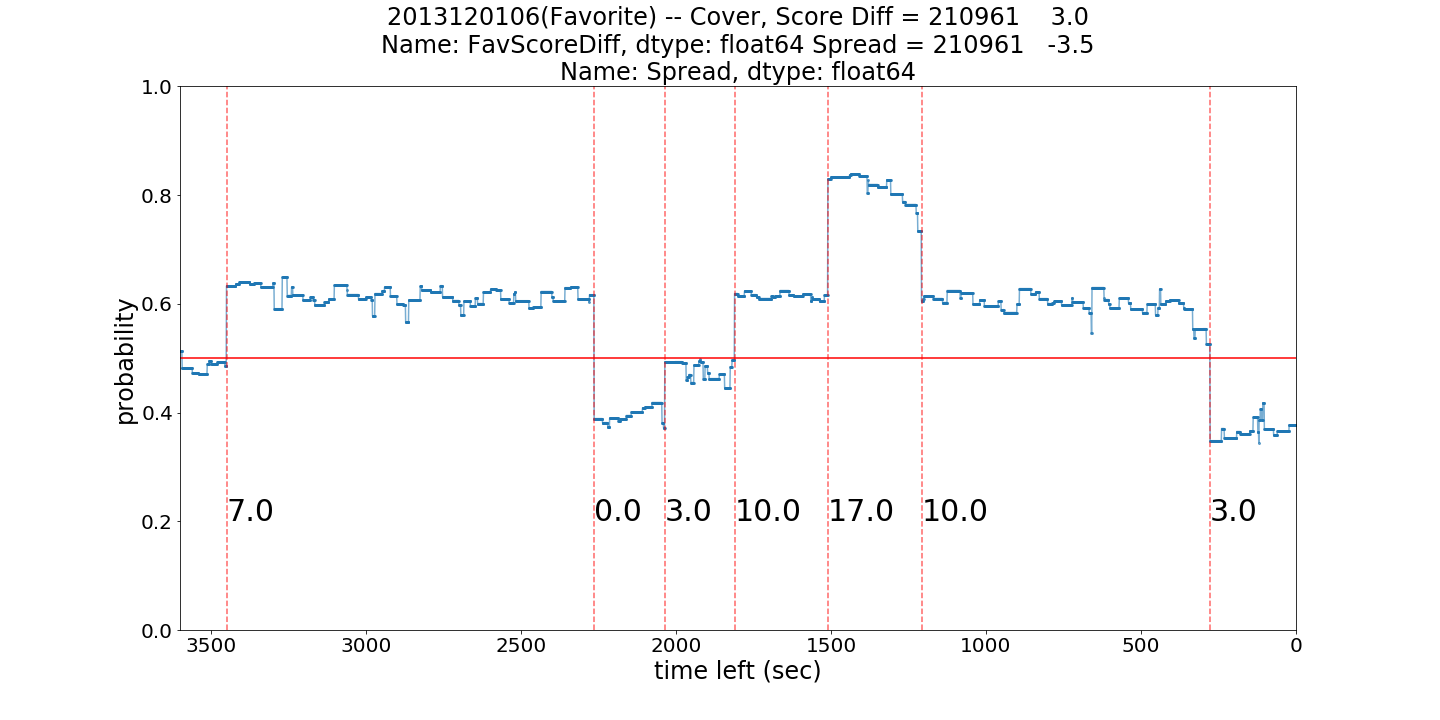 2013120106(Favorite) -- Cover, Score Diff = 210961    3.0
Name: FavScoreDiff, dtype: float64 Spread = 210961   -3.5
Name: Spread, dtype: float64
1.0
0.8
0.6
0.4
0.2
0.0
probability
7.0 0.0 3.0 10.0 17.0 10.0 3.0
3500 3000 2500 2000 1500 1000 500 0
time left (sec)